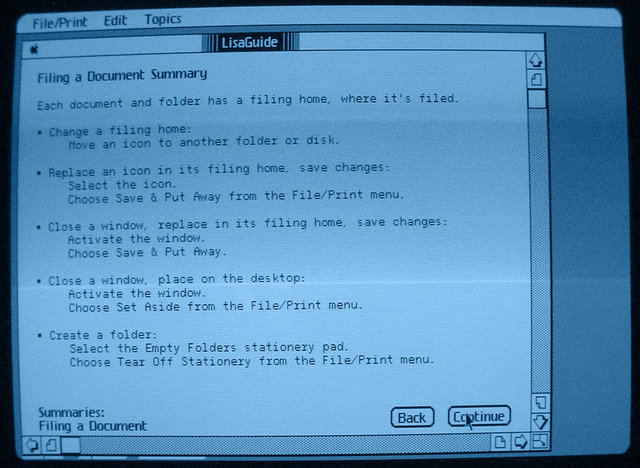 File/Print Edit Topics
LisaGuide
Filing a Document Summary
Each document and folder has a filing home, where it's filed.
• Change a filing home:
Move an icon to another folder or disk.
• Replace an icon in its filing home, save changes:
Select the icon.
Choose Save & Put Away from the File/Print menu.
• Close a window, replace in its filing home, save changes:
Activate the window.
Choose Save & Put Away.
• Close a window, place on the desktop:
Activate the window.
Choose Set Aside from the File/Print menu.
• Create a folder:
Select the Empty Folders stationery pad.
Choose Tear Off Stationery from the File/Print menu.
Summaries:
Filing a Document
Back Continue